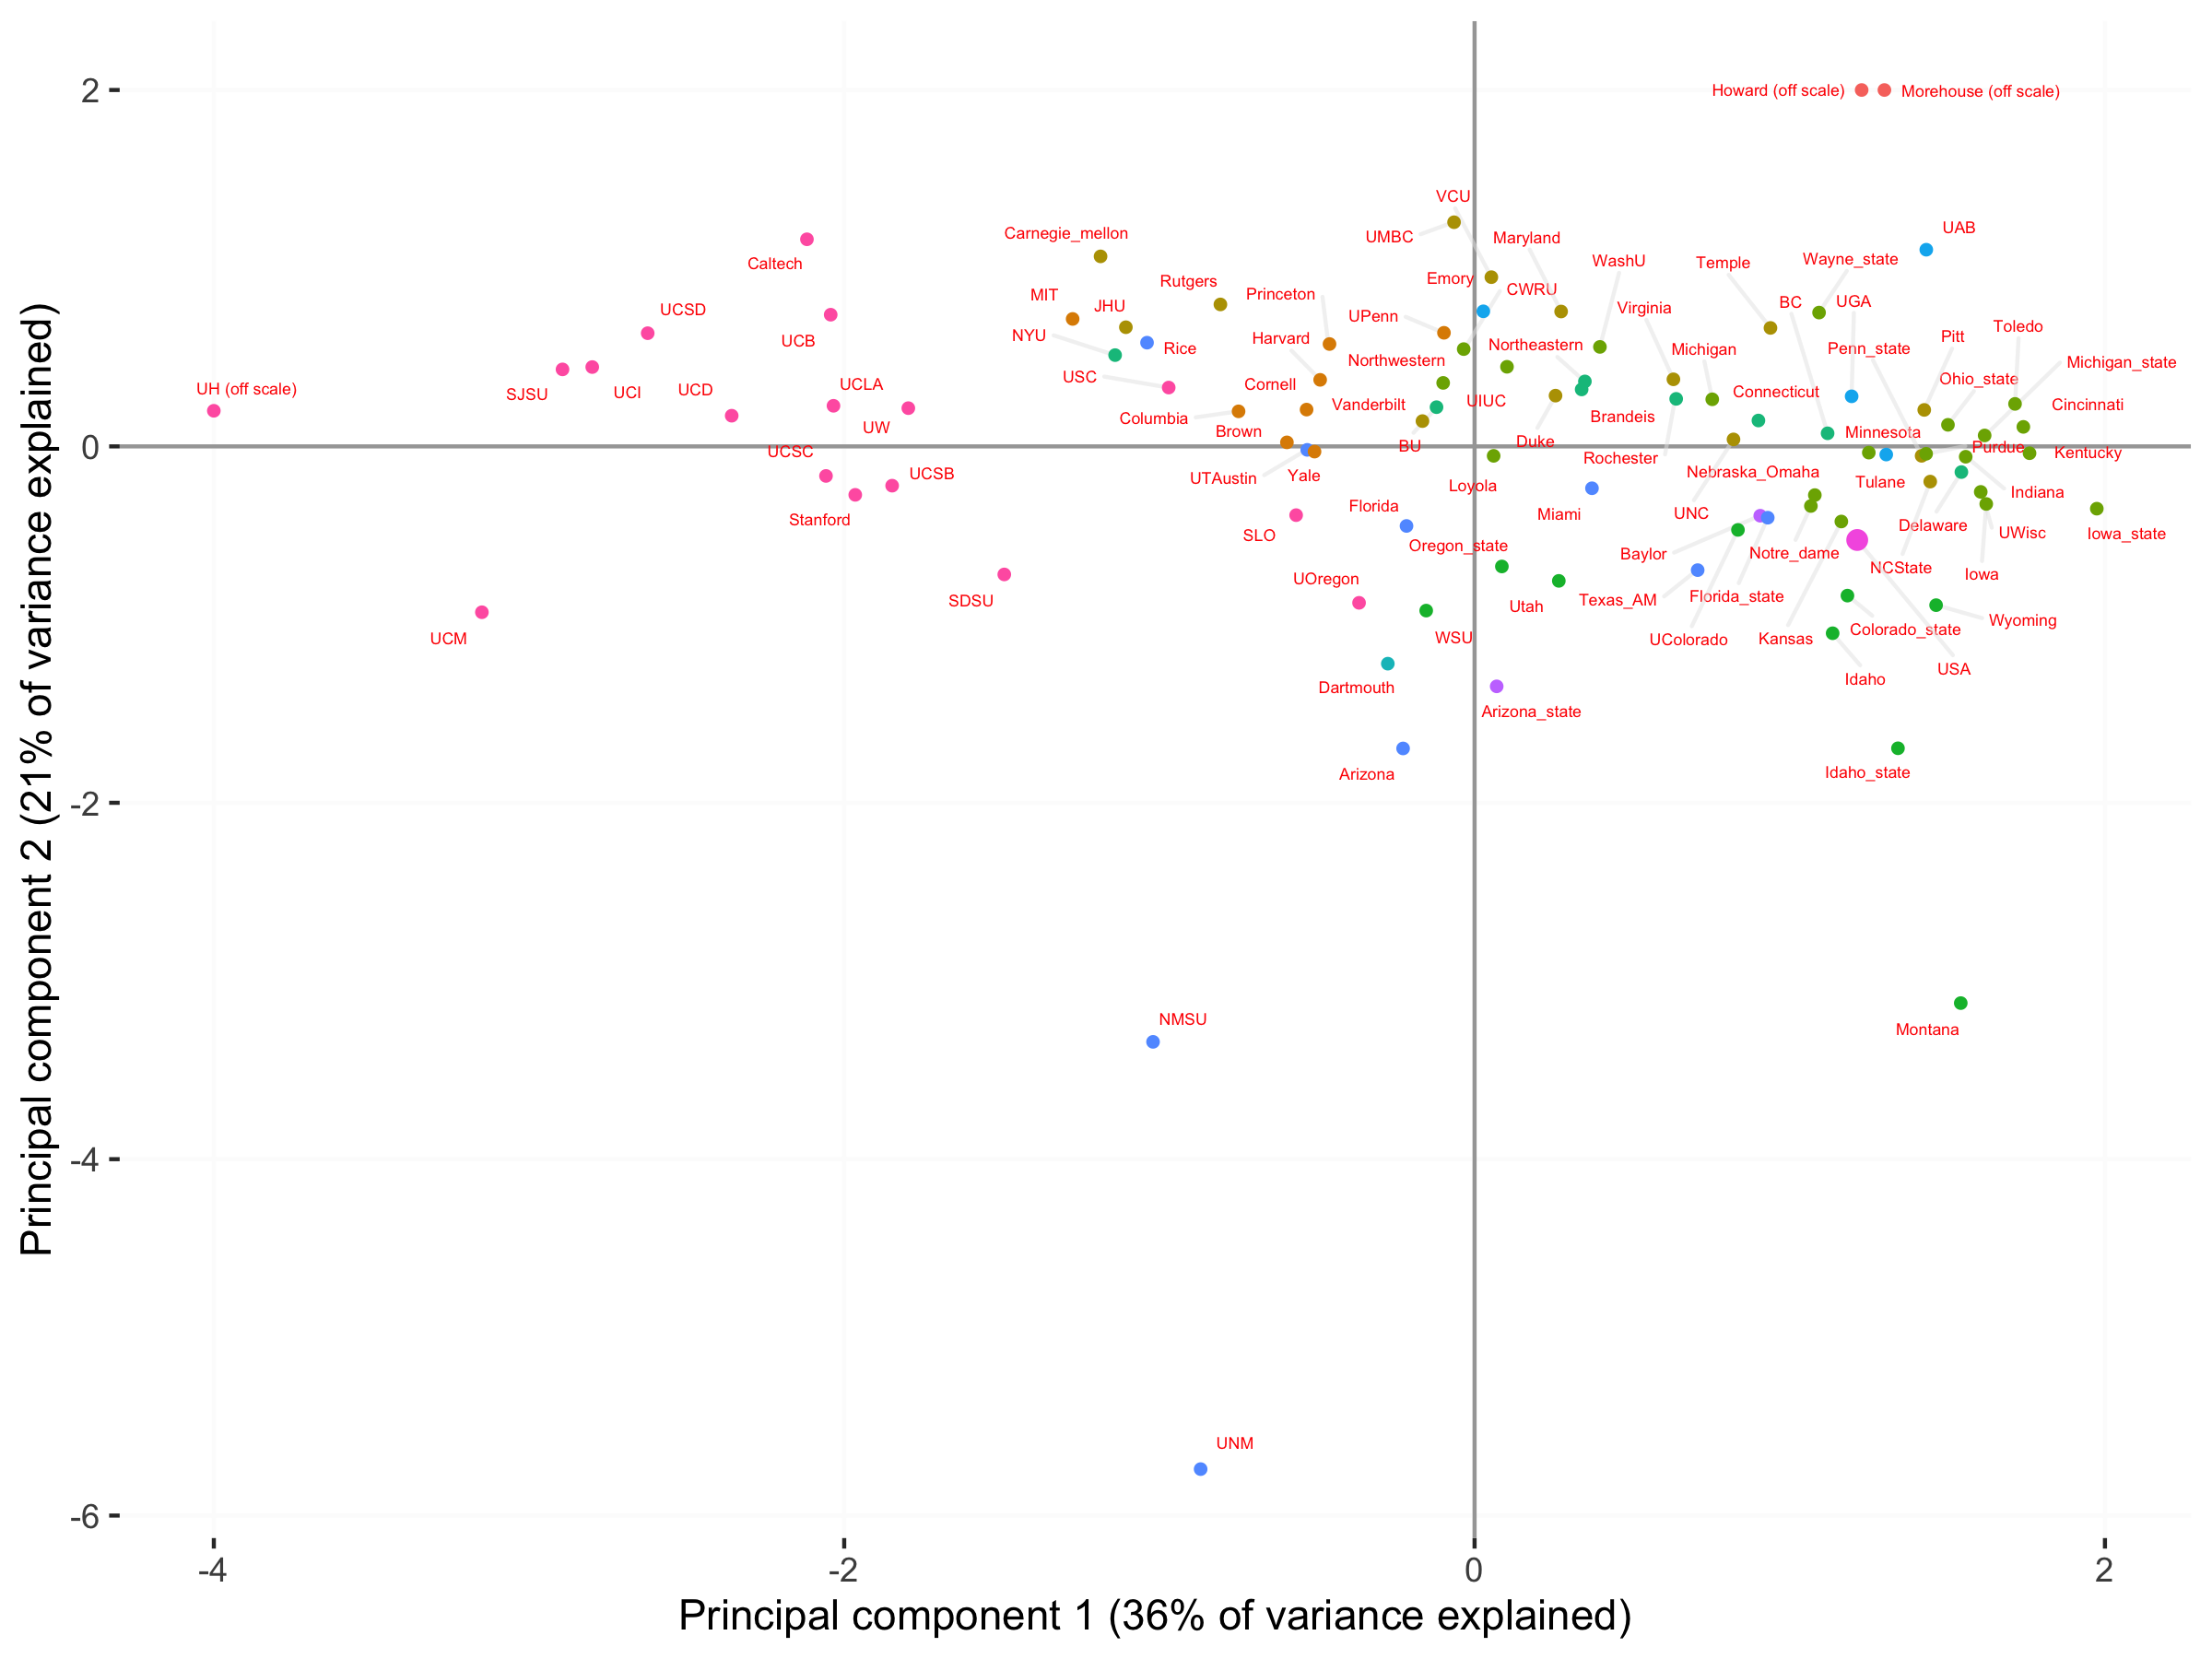 2
Howard (off scale)
Morehouse (off scale)
VCU
UAB
Carnegie_mellon
UMBC
Maryland
Caltech
WashU
Temple
Wayne_state
Rutgers
Emory
CWRU
MIT
JHU
Princeton
Virginia
BC
UGA
UCSD
UPenn
Toledo
NYU
UCB
Harvard
Northeastern
Pitt
Rice
Michigan
Penn_state
Northwestern
Michigan_state
USC
Ohio_state
UH (off scale)
SJSU
UCI
UCD
UCLA
Cornell
Connecticut
Vanderbilt
UIUC
Cincinnati
Columbia
Brandeis
UW
Brown
Minnesota
Duke
0
BU
Purdue
UCSC
Rochester
Kentucky
UCSB
UTAustin
Yale
Nebraska_Omaha
Tulane
Loyola
Indiana
Stanford
Florida
Miami
UNC
SLO
Delaware
UWisc
Iowa_state
Oregon_state
Baylor
Notre_dame
NCState
Iowa
UOregon
SDSU
Utah
Texas_AM
Florida_state
UCM
WSU
UColorado
Kansas
Colorado_state
Wyoming
USA
Idaho
Dartmouth
Arizona_state
Arizona
Idaho_state
-2
NMSU
Montana
-4
UNM
-6
-4
-2
0
2
Principal component 1 (36% of variance explained)
Principal component 2 (21% of variance explained)